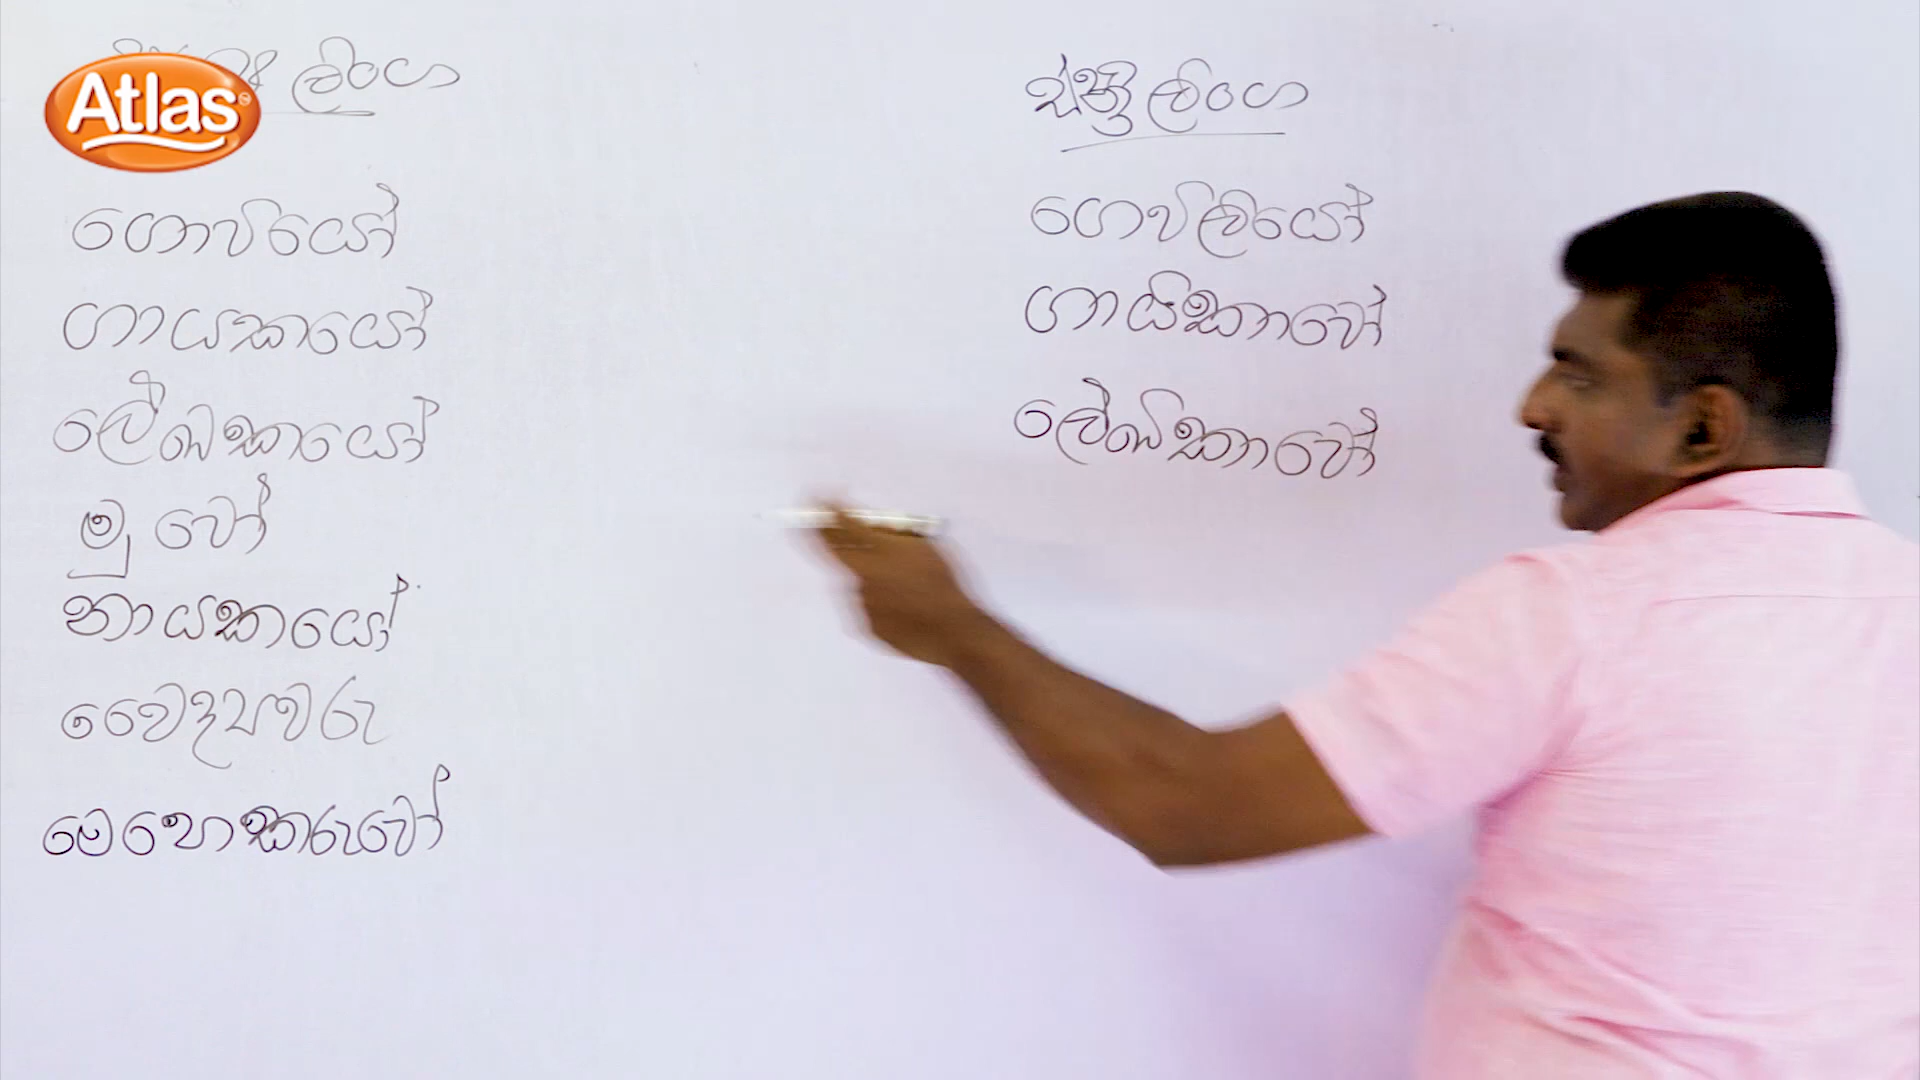 Atlas
ලිංග
ගොවියෝ
ගායකයෝ
ලේඛකයෝ
මුවෝ
නායකයෝ
වෛද්‍යවරු
මෙහෙකරුවෝ
ස්ත්‍රී ලිංග
ගෙවිලියෝ
ගායිකාවෝ
ලේඛිකාවෝ